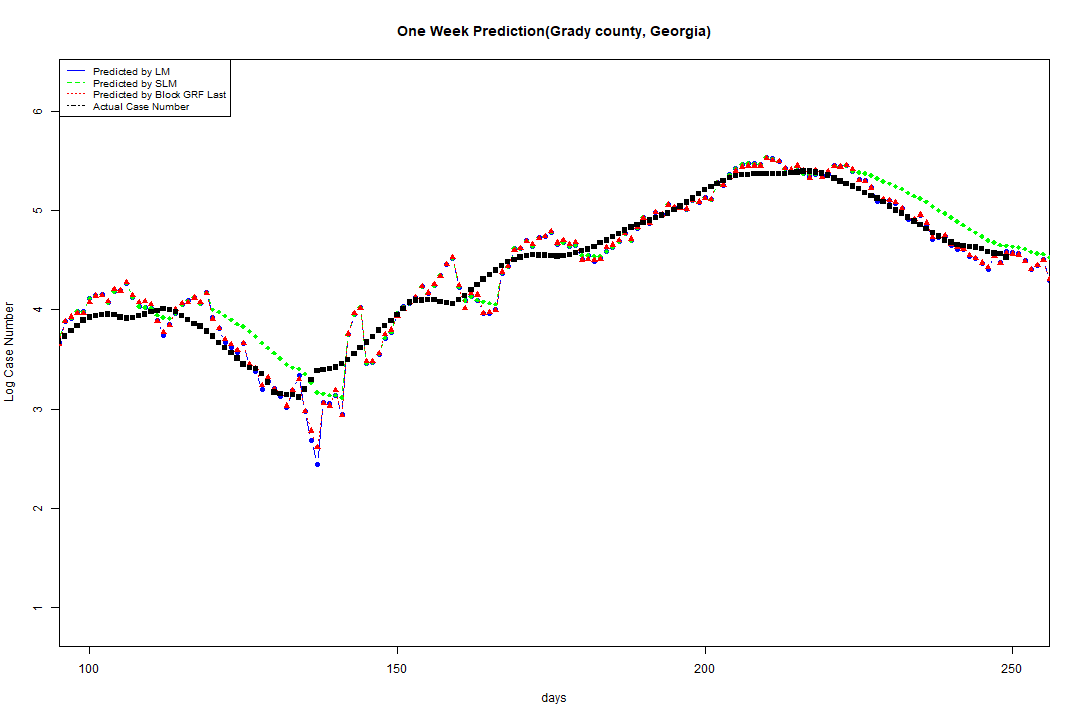 One Week Prediction(Grady county, Georgia)
Predicted by LM
Predicted by SLM
Predicted by Block GRF Last
Actual Case Number
6
5
4
3
2
1
Log Case Number
100 150 200 250
days